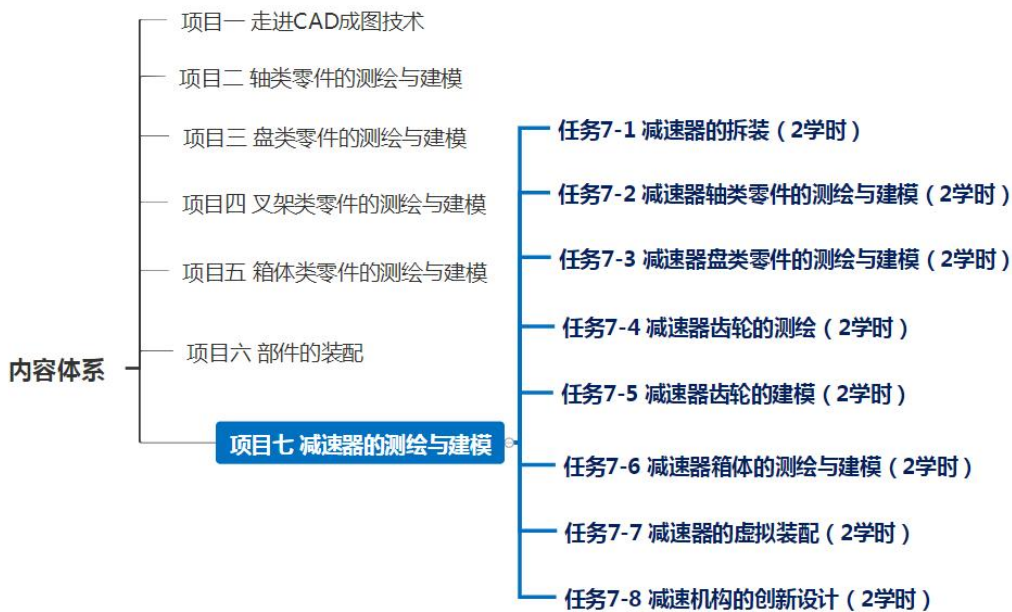 内容体系
项目一 走进CAD成图技术
项目二 轴类零件的测绘与建模
项目三 盘类零件的测绘与建模
项目四 叉架类零件的测绘与建模
项目五 箱体类零件的测绘与建模
项目六 部件的装配
项目七 减速器的测绘与建模
任务7-1 减速器的拆装（2学时）
任务7-2 减速器轴类零件的测绘与建模（2学时）
任务7-3 减速器盘类零件的测绘与建模（2学时）
任务7-4 减速器齿轮的测绘（2学时）
任务7-5 减速器齿轮的建模（2学时）
任务7-6 减速器箱体的测绘与建模（2学时）
任务7-7 减速器的虚拟装配（2学时）
任务7-8 减速机构的创新设计（2学时）